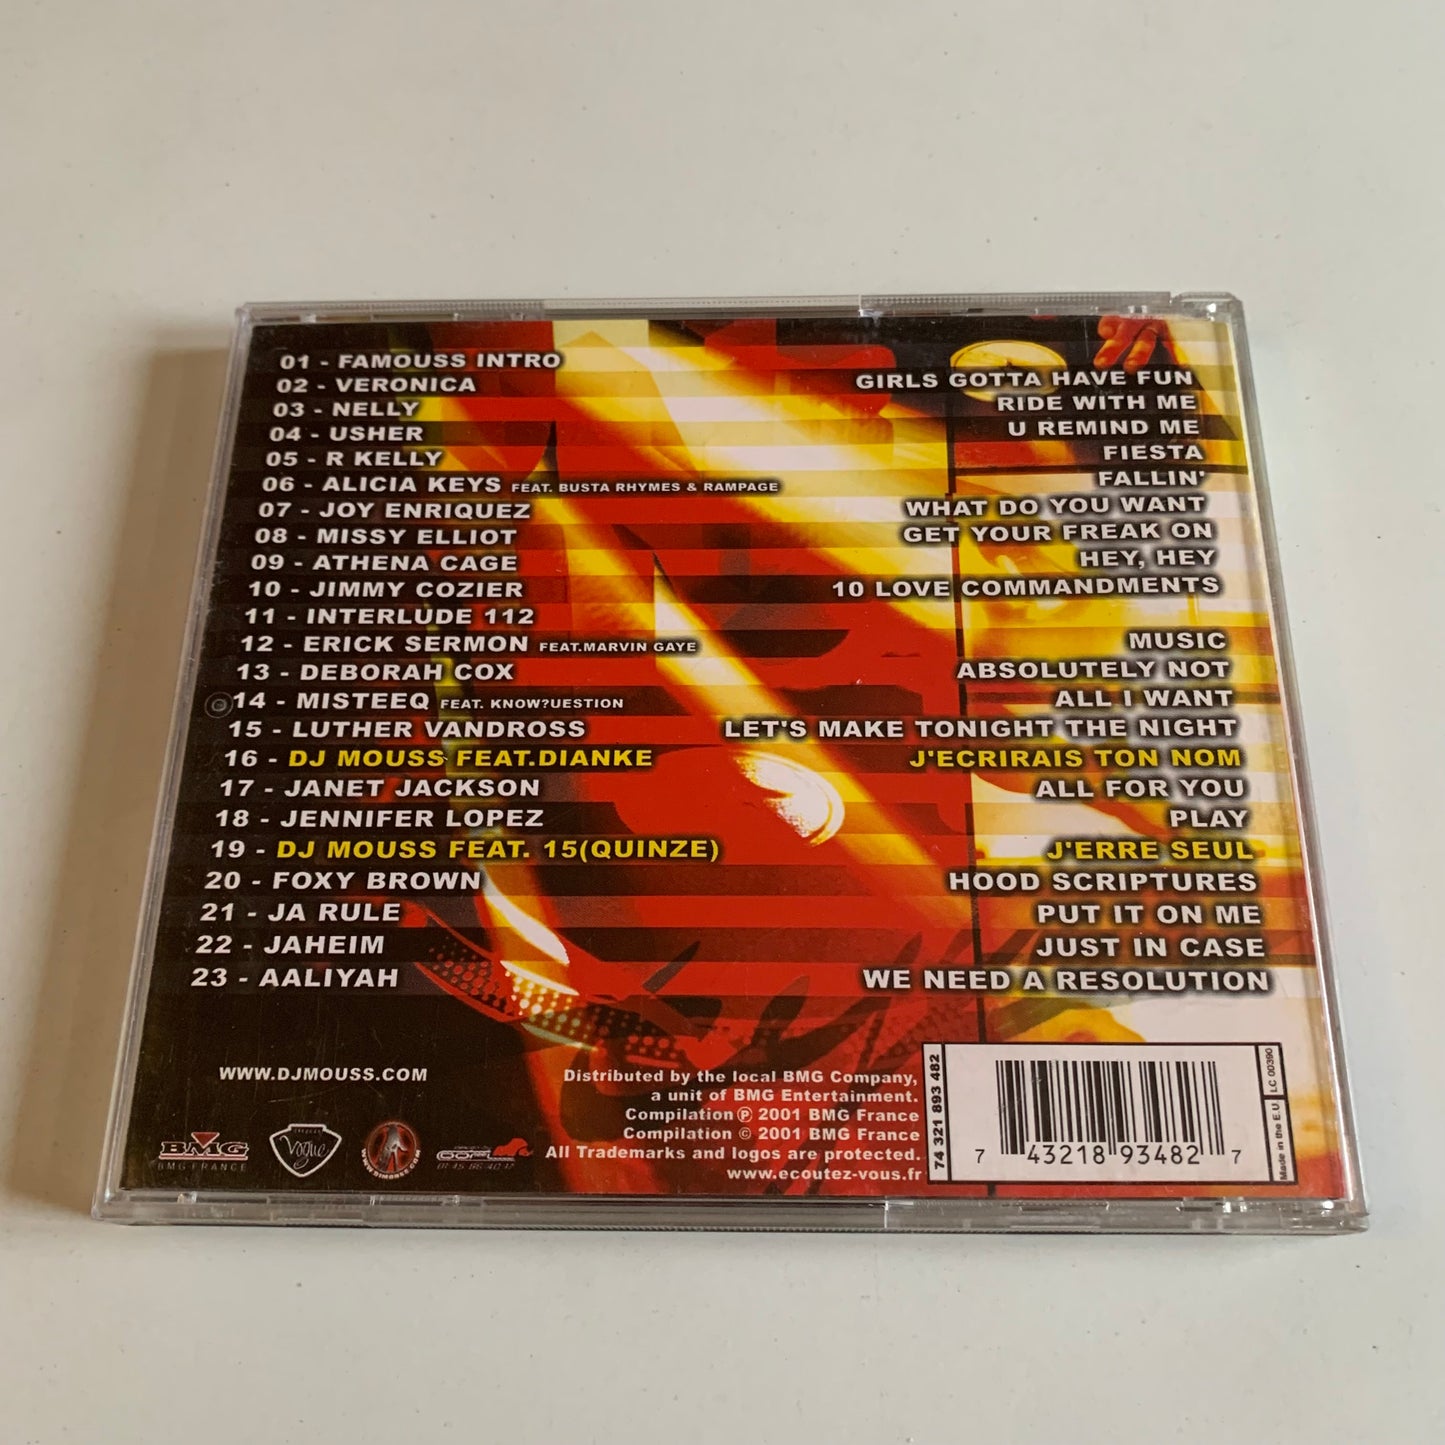 01 - FAMOUSS INTRO
02 - VERONICA GIRLS GOTTA HAVE FUN
03 - NELLY RIDE WITH ME
04 - USHER U REMIND ME
05 - R KELLY FIESTA
06 - ALICIA KEYS FEAT. BUSTA RHYMES & RAMPAGE FALLIN'
07 - JOY ENRIQUEZ WHAT DO YOU WANT
08 - MISSY ELLIOT GET YOUR FREAK ON
09 - ATHENA CAGE HEY, HEY
10 - JIMMY COZIER 10 LOVE COMMANDMENTS
11 - INTERLUDE 112
12 - ERICK SERMON FEAT.MARVIN GAYE MUSIC
13 - DEBORAH COX ABSOLUTELY NOT
14 - MISTEEQ FEAT. KNOW?UESTION ALL I WANT
15 - LUTHER VANDROSS LET'S MAKE TONIGHT THE NIGHT
16 - DJ MOUSS FEAT.DIANKE J'ECRIRAIS TON NOM
17 - JANET JACKSON ALL FOR YOU
18 - JENNIFER LOPEZ PLAY
19 - DJ MOUSS FEAT. 15(QUINZE) J'ERRE SEUL
20 - FOXY BROWN HOOD SCRIPTURES
21 - JA RULE PUT IT ON ME
22 - JAHEIM JUST IN CASE
23 - AALIYAH WE NEED A RESOLUTION
WWW.DJMOUSS.COM
Distributed by the local BMG Company,
a unit of BMG Entertainment.
Compilation ℗ 2001 BMG France
Compilation © 2001 BMG France
All Trademarks and logos are protected.
www.ecoutez-vous.fr
BMG
BMG FRANCE
Vogue
74 321 893 482
7 43218 93482 7
LC 00390
Made in the E.U.